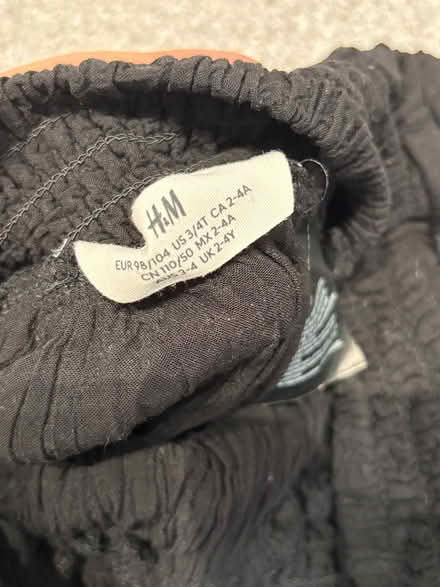 H&M
EUR 98/104 US 3/4T CA 2-4A
CN 110/50 MX 2-4A
AUS 3-4 UK 2-4Y